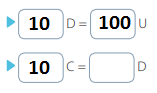 10 D = 100 U
10 C = D